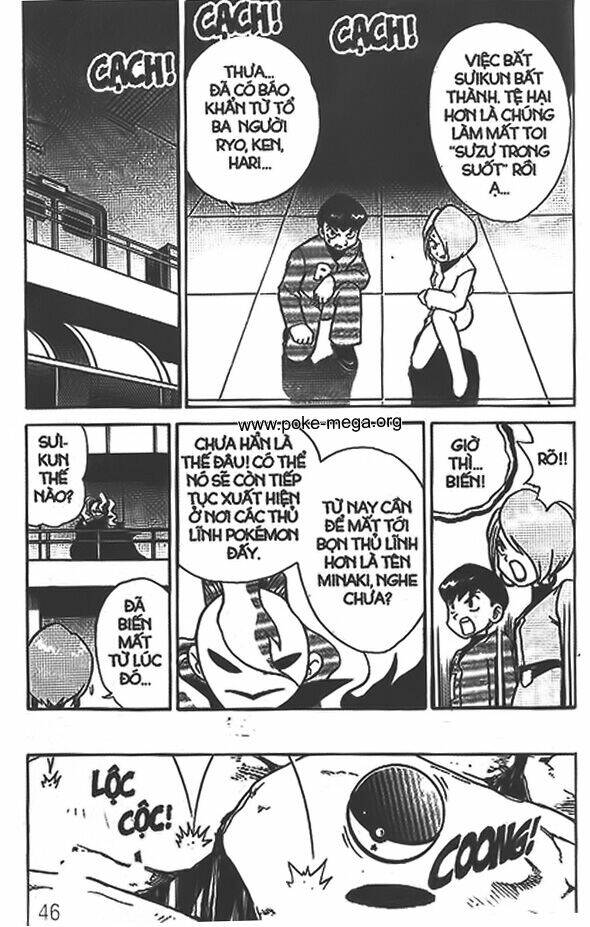 CẠCH!
CẠCH!
CẠCH!
VIỆC BẮT
SƯIKUN BẤT
THÀNH. TỆ HẠI
HƠN LÀ CHÚNG
LÀM MẤT TOI
"SƯZƯ TRONG
SUỐT" RỒI
Ạ...
THƯA...
ĐÃ CÓ BÁO
KHẨN TỪ TỔ
BA NGƯỜI
RYO, KEN,
HARI...
www.poke-mega.org
SƯI-
KUN THẾ
NÀO?
ĐÃ
BIẾN
MẤT
TỪ LÚC
ĐÓ...
CHƯA HẲN LÀ
THẾ ĐÂU! CÓ THỂ
NÓ SẼ CÒN TIẾP
TỤC XUẤT HIỆN
Ở NƠI CÁC THỦ
LĨNH POKÉMON
ĐẤY.
TỪ NAY CẦN
ĐỂ MẮT TỚI
BỌN THỦ LĨNH
HƠN LÀ TÊN
MINAKI, NGHE
CHƯA?
GIỜ
THÌ...
BIẾN!
RÕ!!
LỘC
CỘC!
COONG!
46